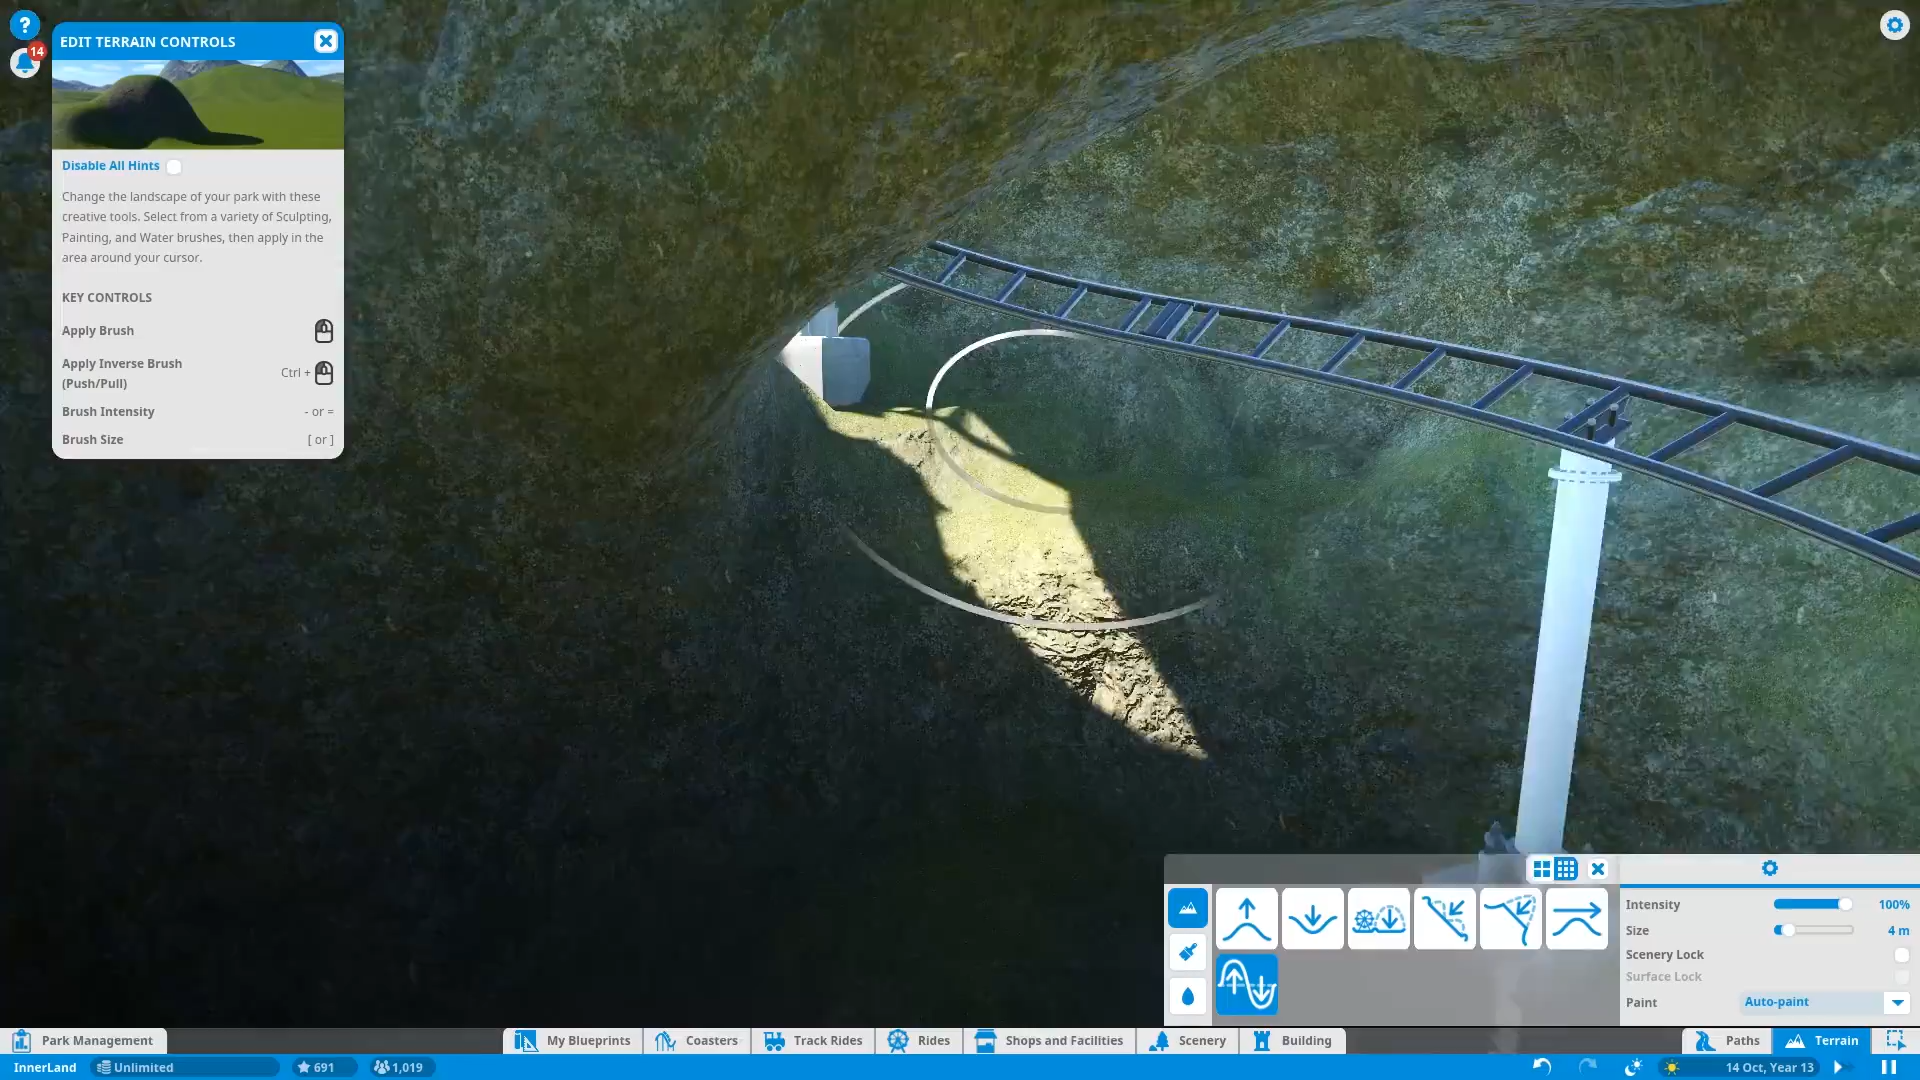 ?
14
EDIT TERRAIN CONTROLS
Disable All Hints
Change the landscape of your park with these
creative tools. Select from a variety of Sculpting,
Painting, and Water brushes, then apply in the
area around your cursor.
KEY CONTROLS
Apply Brush
Apply Inverse Brush
(Push/Pull)
Ctrl +
Brush Intensity - or =
Brush Size [ or ]
Intensity 100%
Size 4 m
Scenery Lock
Surface Lock
Paint Auto-paint
Park Management
My Blueprints
Coasters
Track Rides
Rides
Shops and Facilities
Scenery
Building
Paths
Terrain
InnerLand
Unlimited
691
1,019
14 Oct, Year 13